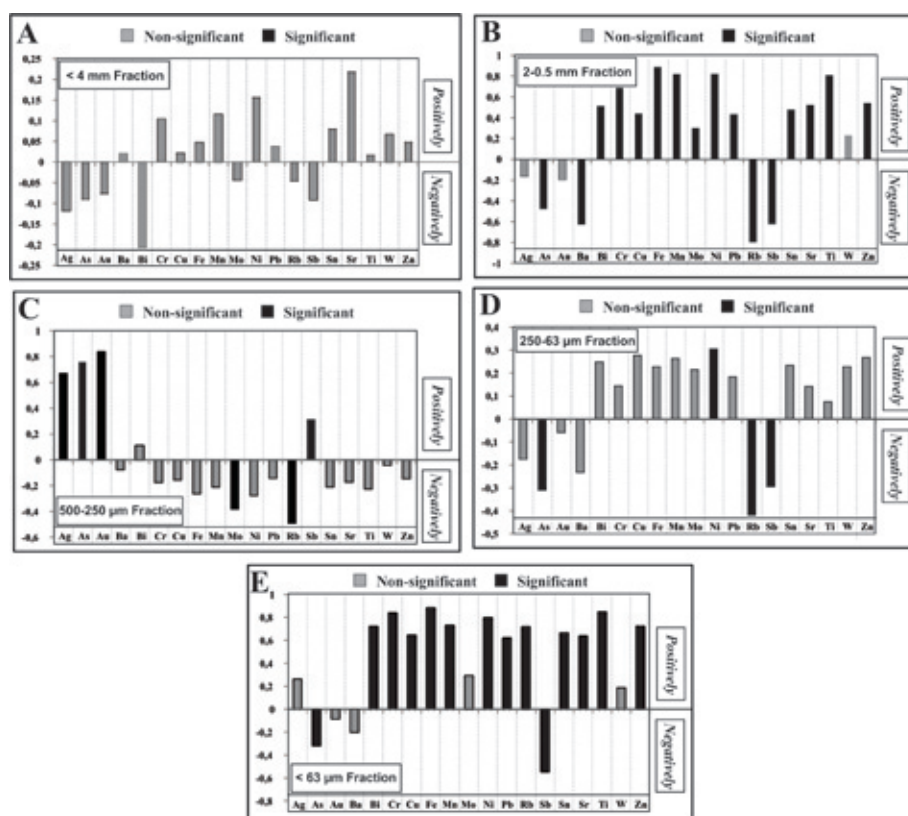 A
Non-significant Significant
< 4 mm Fraction
0,25
0,2
0,15
0,1
0,05
0
-0,05
-0,1
-0,15
-0,2
-0,25
Positively
Negatively
Ag As Au Ba Bi Cr Cu Fe Mn Mo Ni Pb Rb Sb Sn Sr Ti W Zn
B
Non-significant Significant
2-0.5 mm Fraction
1
0,8
0,6
0,4
0,2
0
-0,2
-0,4
-0,6
-0,8
-1
Positively
Negatively
Ag As Au Ba Bi Cr Cu Fe Mn Mo Ni Pb Rb Sb Sn Sr Ti W Zn
C
Non-significant Significant
1
0,8
0,6
0,4
0,2
0
-0,2
-0,4
-0,6
500-250 µm Fraction
Positively
Negatively
Ag As Au Ba Bi Cr Cu Fe Mn Mo Ni Pb Rb Sb Sn Sr Ti W Zn
D
Non-significant Significant
250-63 µm Fraction
0,4
0,3
0,2
0,1
0
-0,1
-0,2
-0,3
-0,4
-0,5
Positively
Negatively
Ag As Au Ba Bi Cr Cu Fe Mn Mo Ni Pb Rb Sb Sn Sr Ti W Zn
E
Non-significant Significant
1
0,8
0,6
0,4
0,2
0
-0,2
-0,4
-0,6
-0,8
< 63 µm Fraction
Positively
Negatively
Ag As Au Ba Bi Cr Cu Fe Mn Mo Ni Pb Rb Sb Sn Sr Ti W Zn